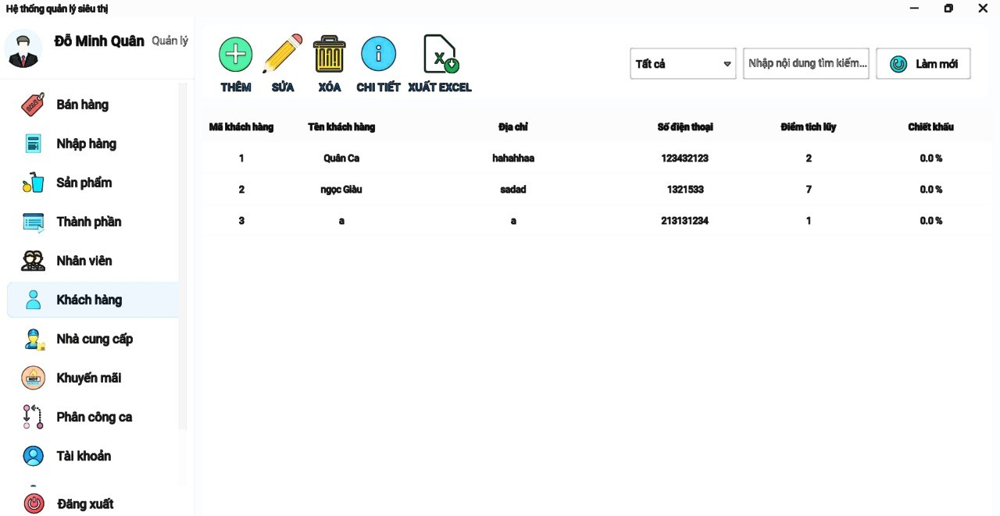 Hệ thống quản lý siêu thị
Đỗ Minh Quân Quản lý
Bán hàng
Nhập hàng
Sản phẩm
Thành phần
Nhân viên
Khách hàng
Nhà cung cấp
Khuyến mãi
Phân công ca
Tài khoản
Đăng xuất
THÊM SỬA XÓA CHI TIẾT XUẤT EXCEL
Tất cả Nhập nội dung tìm kiếm... Làm mới
Mã khách hàng Tên khách hàng Địa chỉ Số điện thoại Điểm tich lũy Chiết khấu
1 Quân Ca hahahhaa 123432123 2 0.0 %
2 ngọc Giàu sadad 1321533 7 0.0 %
3 a a 213131234 1 0.0 %